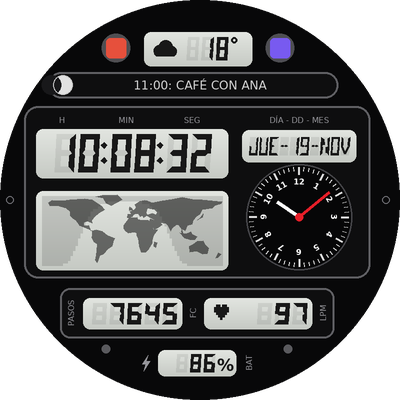 18°
11:00: CAFÉ CON ANA
H MIN SEG DÍA - DD - MES
10:08:32 JUE-19-NOV
12 1 2 3 4 5 6 7 8 9 10 11
PASOS 7645 FC 97 LPM
86% BAT